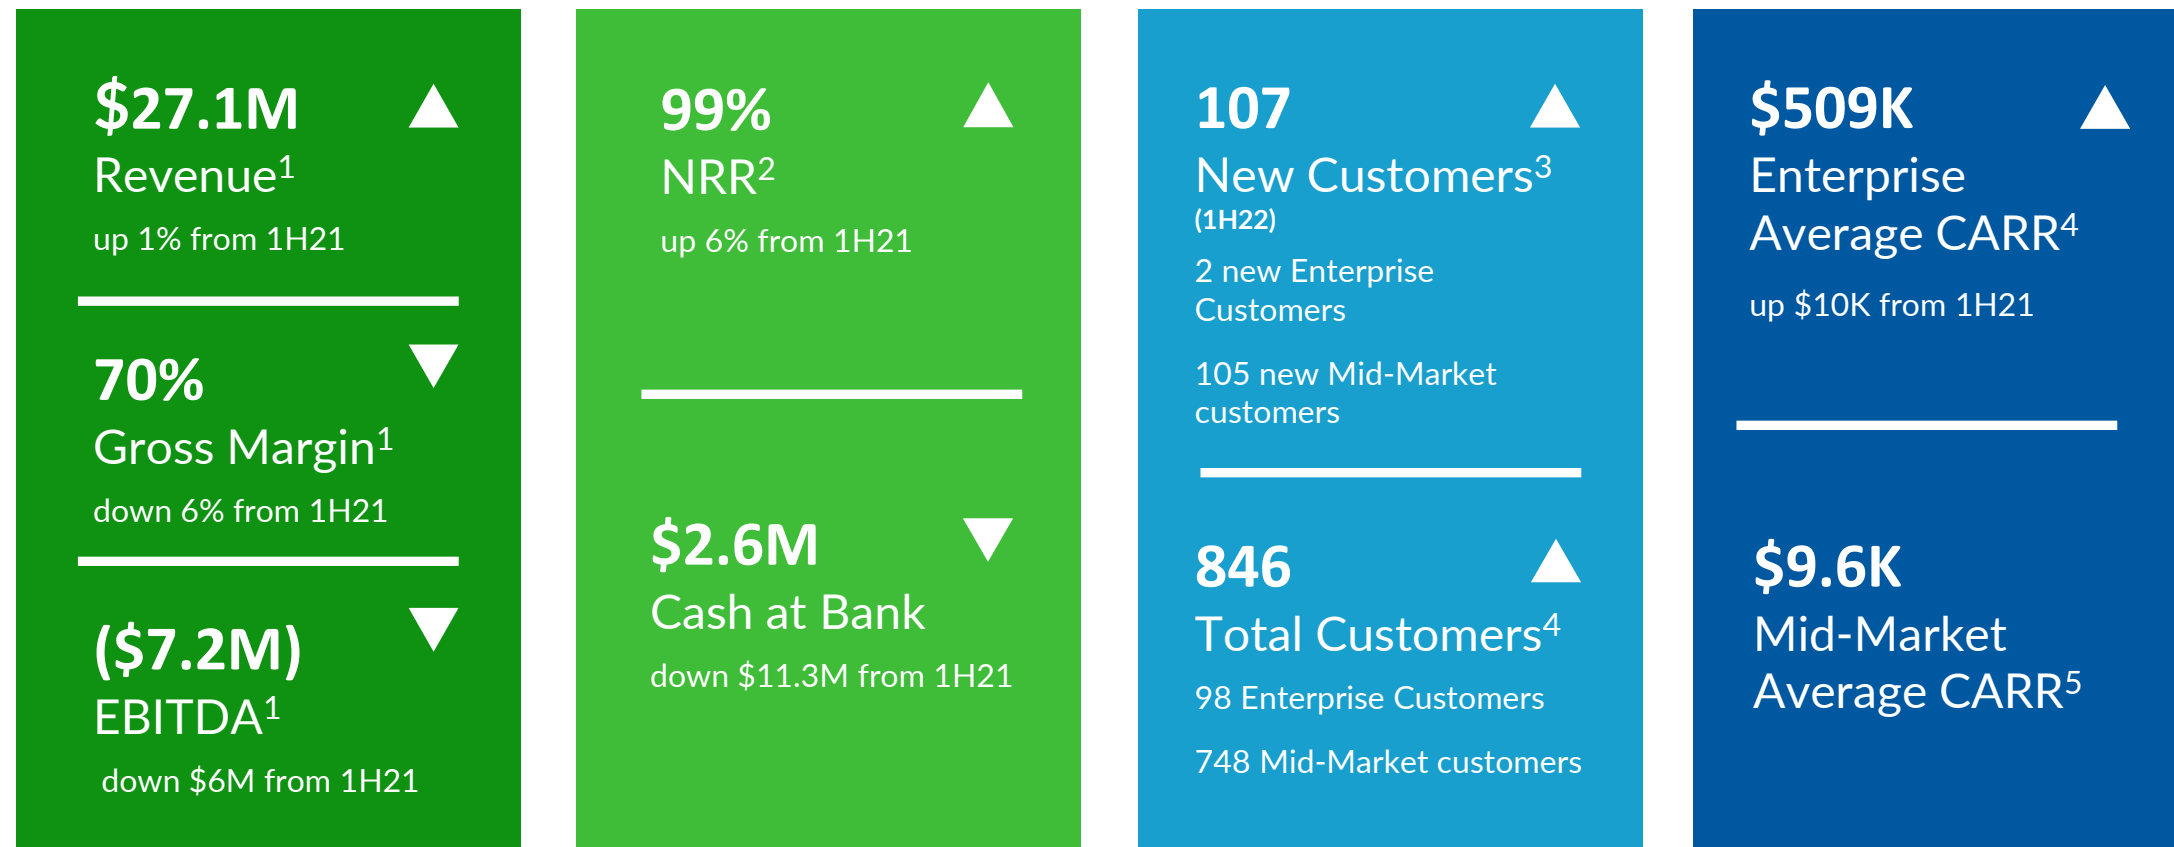 $27.1M
Revenue¹
up 1% from 1H21
70%
Gross Margin¹
down 6% from 1H21
($7.2M)
EBITDA¹
down $6M from 1H21
99%
NRR²
up 6% from 1H21
$2.6M
Cash at Bank
down $11.3M from 1H21
107
New Customers³
(1H22)
2 new Enterprise
Customers
105 new Mid-Market
customers
846
Total Customers⁴
98 Enterprise Customers
748 Mid-Market customers
$509K
Enterprise
Average CARR⁴
up $10K from 1H21
$9.6K
Mid-Market
Average CARR⁵